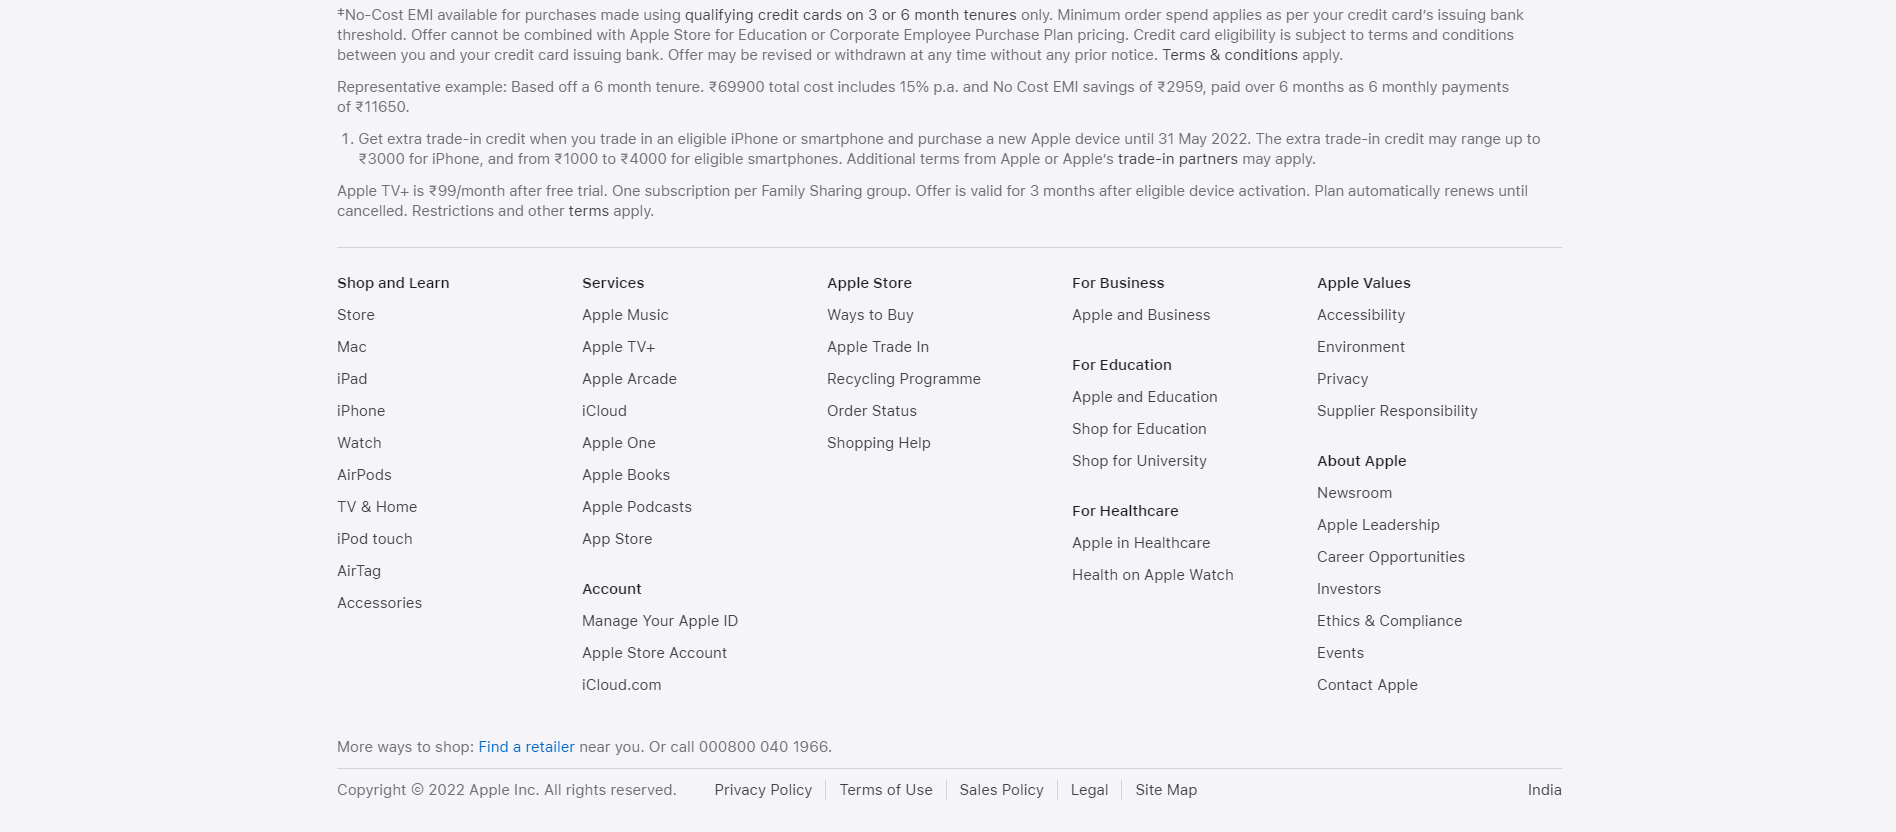 ‡No-Cost EMI available for purchases made using qualifying credit cards on 3 or 6 month tenures only. Minimum order spend applies as per your credit card’s issuing bank
threshold. Offer cannot be combined with Apple Store for Education or Corporate Employee Purchase Plan pricing. Credit card eligibility is subject to terms and conditions
between you and your credit card issuing bank. Offer may be revised or withdrawn at any time without any prior notice. Terms & conditions apply.
Representative example: Based off a 6 month tenure. ₹69900 total cost includes 15% p.a. and No Cost EMI savings of ₹2959, paid over 6 months as 6 monthly payments
of ₹11650.
1. Get extra trade-in credit when you trade in an eligible iPhone or smartphone and purchase a new Apple device until 31 May 2022. The extra trade-in credit may range up to
₹3000 for iPhone, and from ₹1000 to ₹4000 for eligible smartphones. Additional terms from Apple or Apple’s trade-in partners may apply.
Apple TV+ is ₹99/month after free trial. One subscription per Family Sharing group. Offer is valid for 3 months after eligible device activation. Plan automatically renews until
cancelled. Restrictions and other terms apply.
Shop and Learn
Store
Mac
iPad
iPhone
Watch
AirPods
TV & Home
iPod touch
AirTag
Accessories
Services
Apple Music
Apple TV+
Apple Arcade
iCloud
Apple One
Apple Books
Apple Podcasts
App Store
Account
Manage Your Apple ID
Apple Store Account
iCloud.com
Apple Store
Ways to Buy
Apple Trade In
Recycling Programme
Order Status
Shopping Help
For Business
Apple and Business
For Education
Apple and Education
Shop for Education
Shop for University
For Healthcare
Apple in Healthcare
Health on Apple Watch
Apple Values
Accessibility
Environment
Privacy
Supplier Responsibility
About Apple
Newsroom
Apple Leadership
Career Opportunities
Investors
Ethics & Compliance
Events
Contact Apple
More ways to shop: Find a retailer near you. Or call 000800 040 1966.
Copyright © 2022 Apple Inc. All rights reserved. Privacy Policy Terms of Use Sales Policy Legal Site Map India